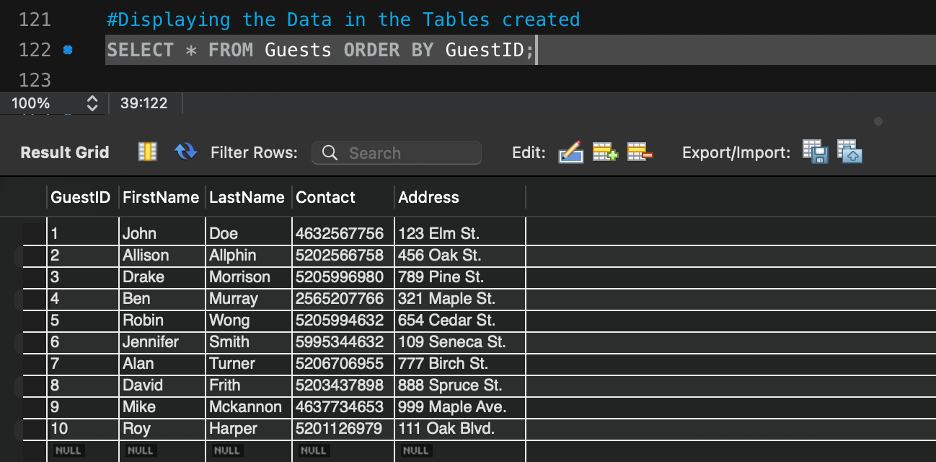 121 #Displaying the Data in the Tables created
122 SELECT * FROM Guests ORDER BY GuestID;
123
100% 39:122
Result Grid Filter Rows: Search Edit: Export/Import:
GuestID FirstName LastName Contact Address
1 John Doe 4632567756 123 Elm St.
2 Allison Allphin 5202566758 456 Oak St.
3 Drake Morrison 5205996980 789 Pine St.
4 Ben Murray 2565207766 321 Maple St.
5 Robin Wong 5205994632 654 Cedar St.
6 Jennifer Smith 5995344632 109 Seneca St.
7 Alan Turner 5206706955 777 Birch St.
8 David Frith 5203437898 888 Spruce St.
9 Mike Mckannon 4637734653 999 Maple Ave.
10 Roy Harper 5201126979 111 Oak Blvd.
NULL NULL NULL NULL NULL